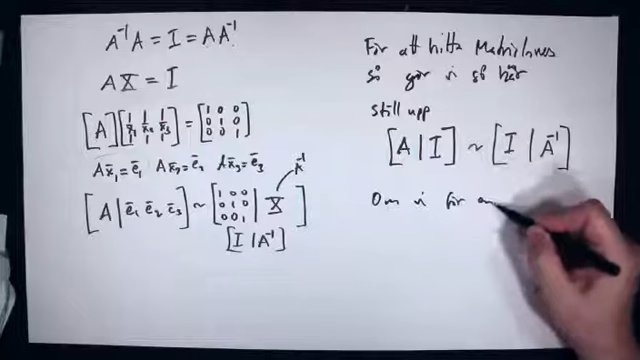 A⁻¹A = I = AA⁻¹
AX = I
[A] [x̄₁ x̄₂ x̄₃] = [1 0 0
0 1 0
0 0 1]
Ax̄₁ = ē₁ Ax̄₂ = ē₂ Ax̄₃ = ē₃
A⁻¹
[A | ē₁ ē₂ ē₃] ~ [1 0 0
0 1 0
0 0 1 | X]
[I | A⁻¹]
För att hitta
så gör vi så här
ställ upp
[A | I] ~ [I | A⁻¹]
Om vi för